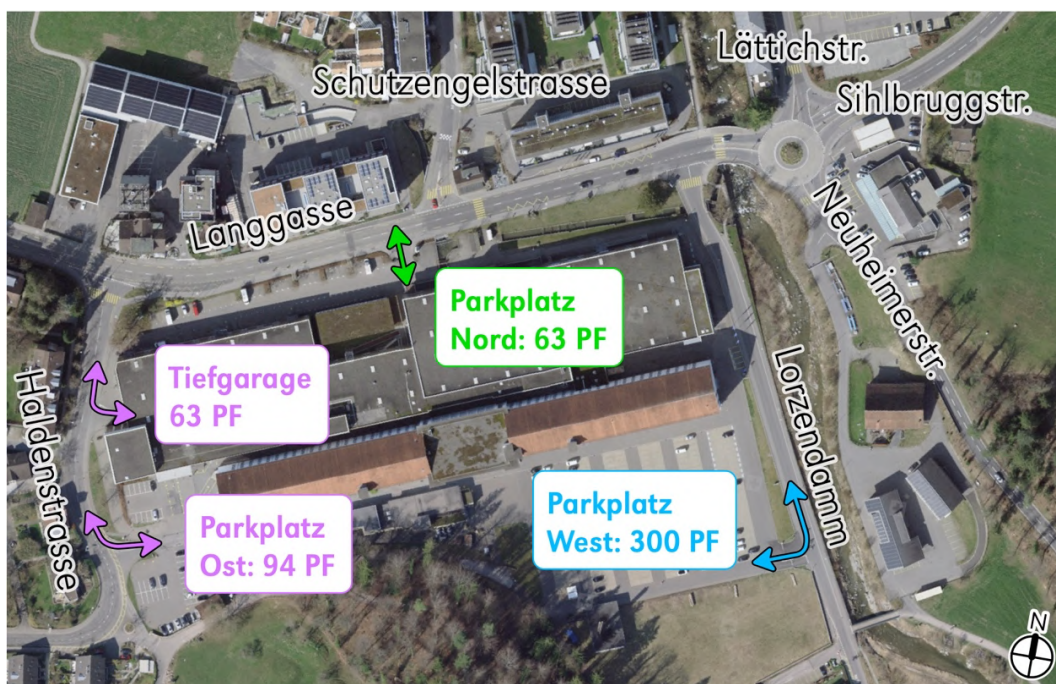 Lättichstr.
Schutzengelstrasse
Sihlbruggstr.
Langgasse
Neuheimerstr.
Parkplatz
Nord: 63 PF
Tiefgarage
63 PF
Haldenstrasse
Lorzendamm
Parkplatz
West: 300 PF
Parkplatz
Ost: 94 PF
N